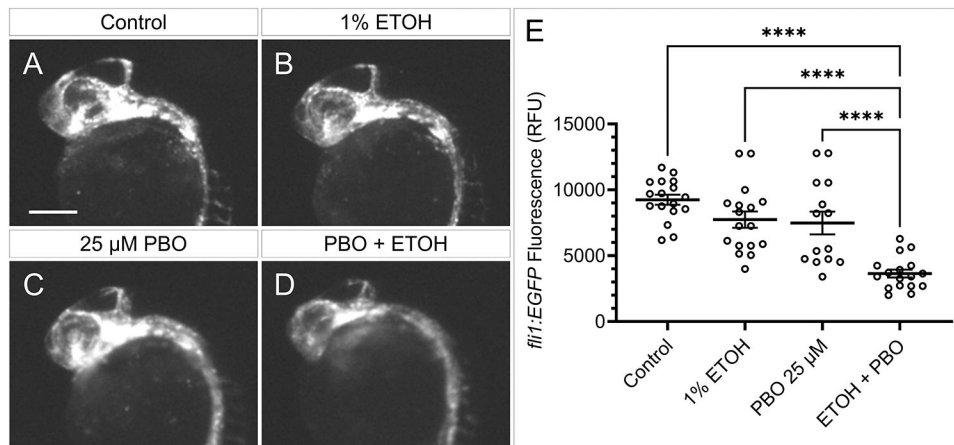 Control
1% ETOH
A
B
25 µM PBO
PBO + ETOH
C
D
E
****
****
****
fli1:EGFP Fluorescence (RFU)
15000
10000
5000
0
Control
1% ETOH
PBO 25 µM
ETOH + PBO